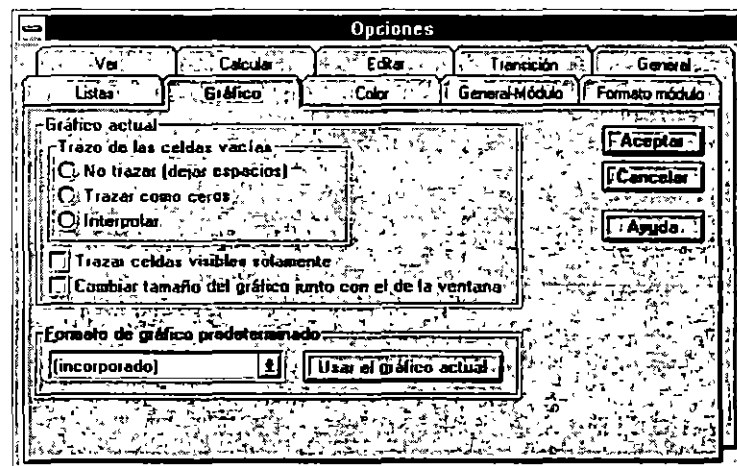 Opciones
Ver Calcular Editar Transición General
Listas Gráfico Color General-Módulo Formato módulo
Gráfico actual
Trazo de las celdas vacías
No trazar (dejar espacios)
Trazar como ceros
Interpolar
Trazar celdas visibles solamente
Cambiar tamaño del gráfico junto con el de la ventana
Aceptar
Cancelar
Ayuda
Formato de gráfico predeterminado
(incorporado) Usar el gráfico actual